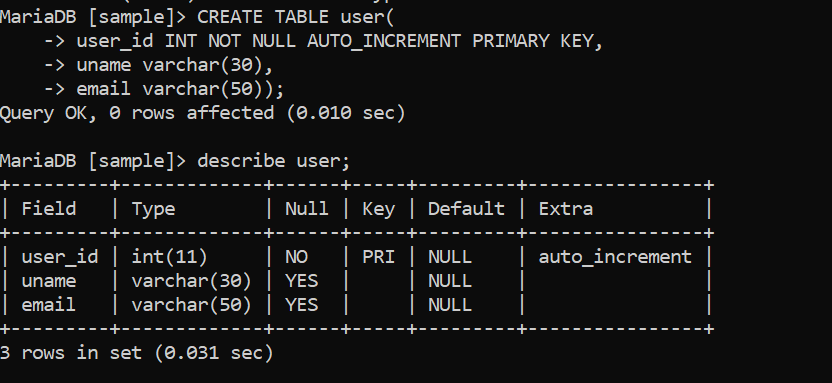 MariaDB [sample]> CREATE TABLE user(
    -> user_id INT NOT NULL AUTO_INCREMENT PRIMARY KEY,
    -> uname varchar(30),
    -> email varchar(50));
Query OK, 0 rows affected (0.010 sec)

MariaDB [sample]> describe user;
+---------+-------------+------+-----+---------+----------------+
| Field   | Type        | Null | Key | Default | Extra          |
+---------+-------------+------+-----+---------+----------------+
| user_id | int(11)     | NO   | PRI | NULL    | auto_increment |
| uname   | varchar(30) | YES  |     | NULL    |                |
| email   | varchar(50) | YES  |     | NULL    |                |
+---------+-------------+------+-----+---------+----------------+
3 rows in set (0.031 sec)